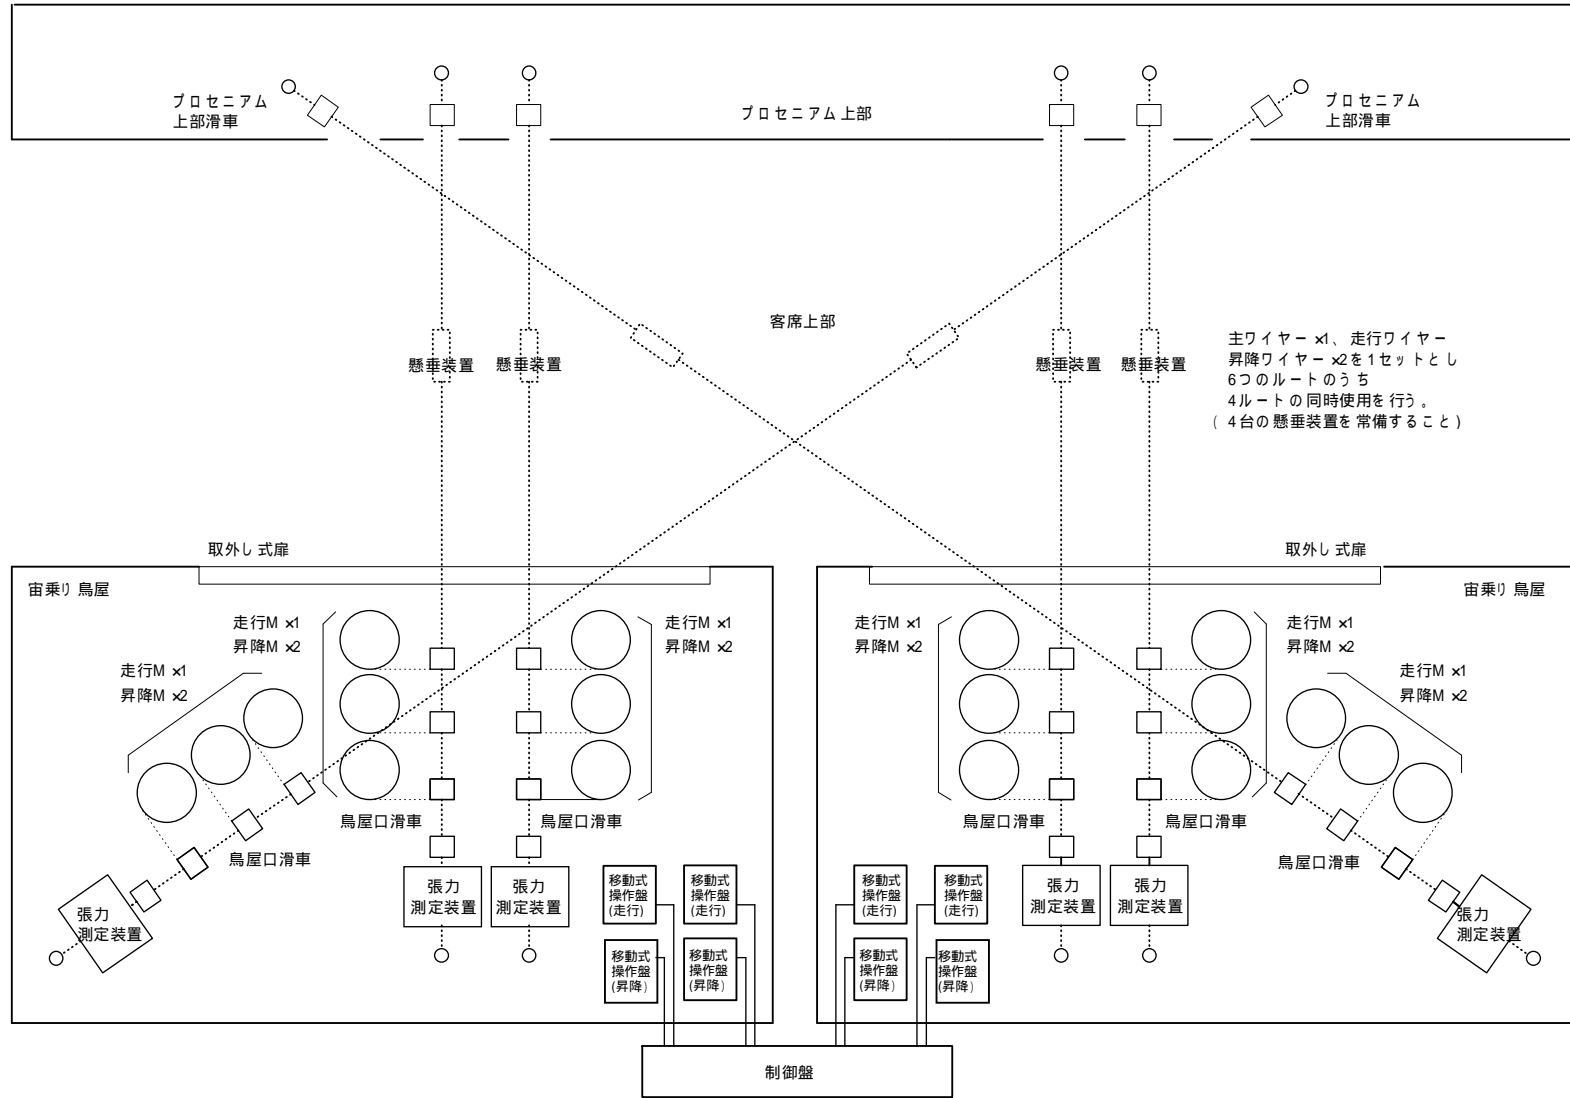 プロセニアム
上部滑車
プロセニアム上部
プロセニアム
上部滑車
客席上部
懸垂装置
懸垂装置
懸垂装置
懸垂装置
主ワイヤー x1、走行ワイヤー
昇降ワイヤー x2を1セットとし
6つのルートのうち
4ルートの同時使用を行う。
( 4台の懸垂装置を常備すること)
取外し式扉
取外し式扉
宙乗り鳥屋
宙乗り鳥屋
走行M x1
昇降M x2
走行M x1
昇降M x2
走行M x1
昇降M x2
走行M x1
昇降M x2
走行M x1
昇降M x2
走行M x1
昇降M x2
鳥屋口滑車
鳥屋口滑車
鳥屋口滑車
鳥屋口滑車
鳥屋口滑車
鳥屋口滑車
張力
測定装置
張力
測定装置
張力
測定装置
移動式
操作盤
(走行)
移動式
操作盤
(走行)
移動式
操作盤
(昇降)
移動式
操作盤
(昇降)
移動式
操作盤
(走行)
移動式
操作盤
(走行)
移動式
操作盤
(昇降)
移動式
操作盤
(昇降)
張力
測定装置
張力
測定装置
張力
測定装置
制御盤